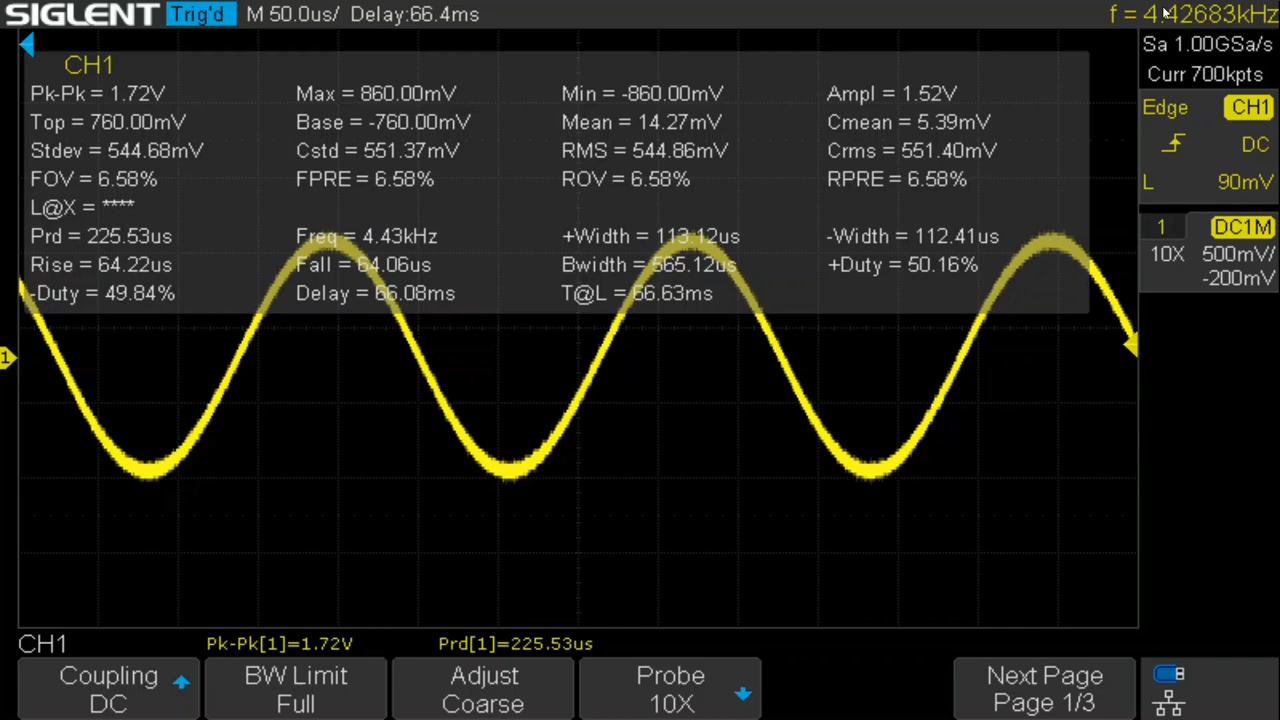 SIGLENT Trig'd M 50.0us/ Delay:66.4ms f = 4.42683kHz
Sa 1.00GSa/s
Curr 700kpts
Edge CH1
DC
L 90mV
1 DC1M
10X 500mV/
-200mV
CH1
Pk-Pk = 1.72V Max = 860.00mV Min = -860.00mV Ampl = 1.52V
Top = 760.00mV Base = -760.00mV Mean = 14.27mV Cmean = 5.39mV
Stdev = 544.68mV Cstd = 551.37mV RMS = 544.86mV Crms = 551.40mV
FOV = 6.58% FPRE = 6.58% ROV = 6.58% RPRE = 6.58%
L@X = ****
Prd = 225.53us Freq = 4.43kHz +Width = 113.12us -Width = 112.41us
Rise = 64.22us Fall = 64.06us Bwidth = 565.12us +Duty = 50.16%
-Duty = 49.84% Delay = 66.08ms T@L = 66.63ms
1
CH1 Pk-Pk[1]=1.72V Prd[1]=225.53us
Coupling BW Limit Adjust Probe Next Page
DC Full Coarse 10X Page 1/3